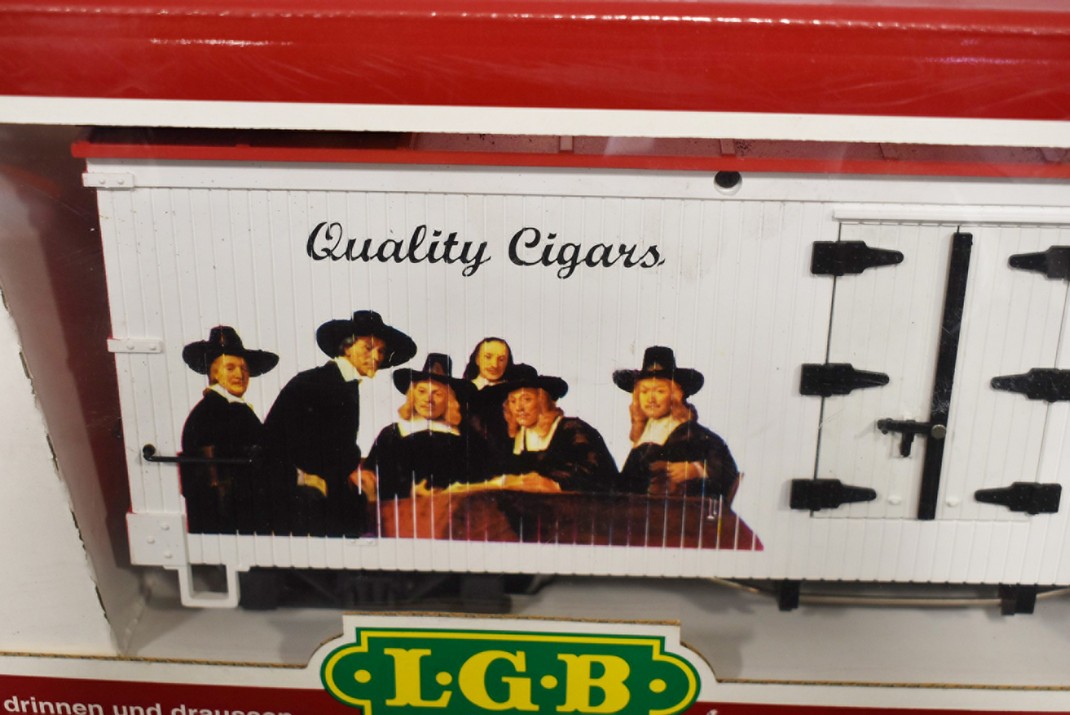 Quality Cigars
L·G·B
drinnen und draussen